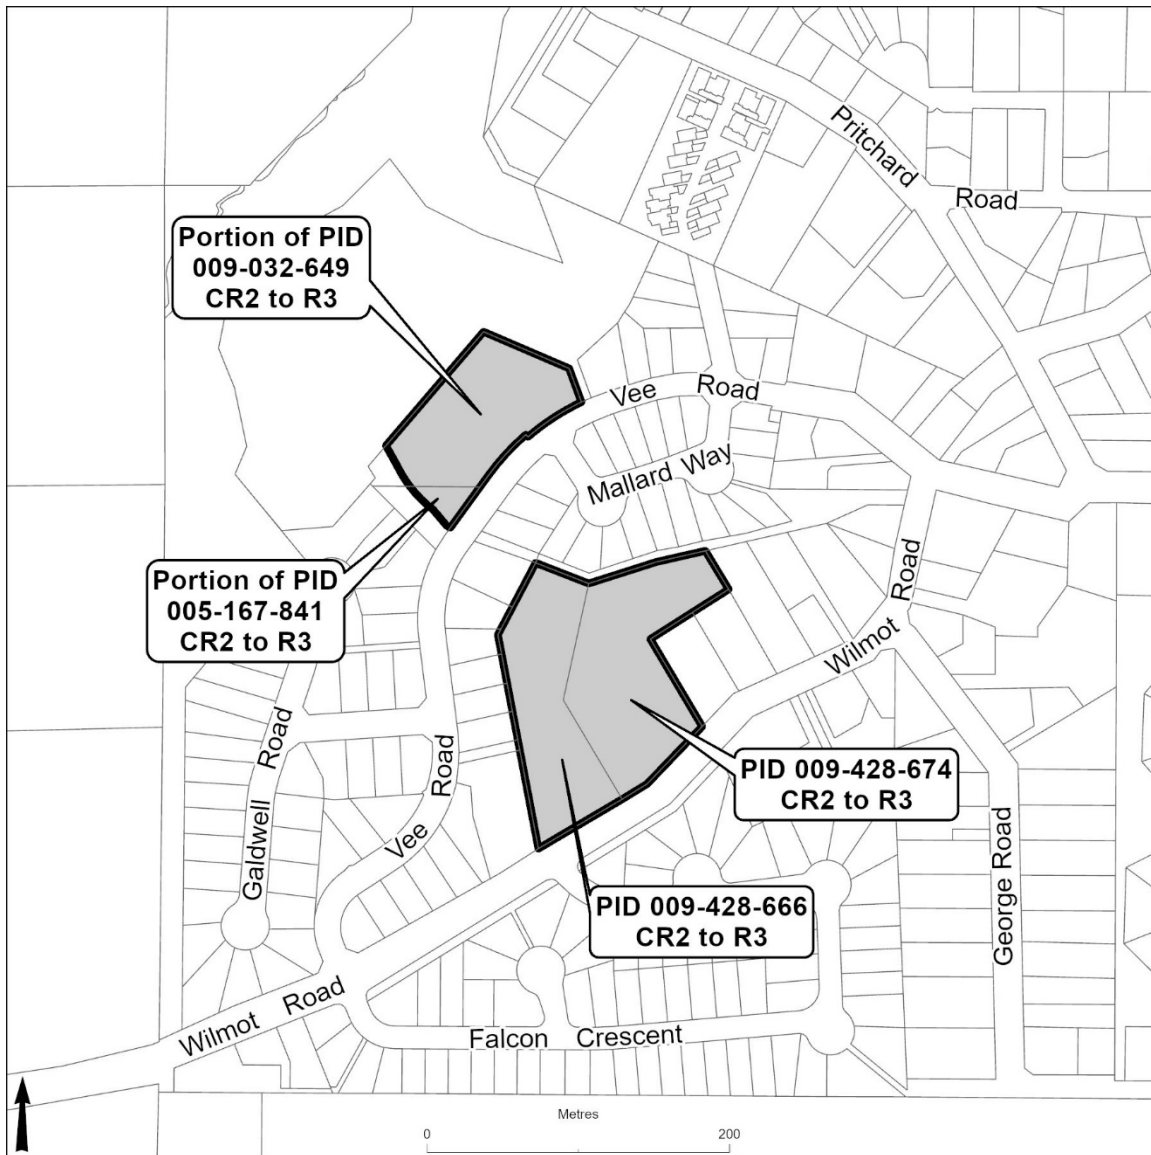 Pritchard
Road
Portion of PID
009-032-649
CR2 to R3
Vee Road
Mallard Way
Portion of PID
005-167-841
CR2 to R3
Road
Wilmot
Galdwell Road
Vee Road
PID 009-428-674
CR2 to R3
PID 009-428-666
CR2 to R3
George Road
Wilmot Road
Falcon Crescent
Metres
0 200